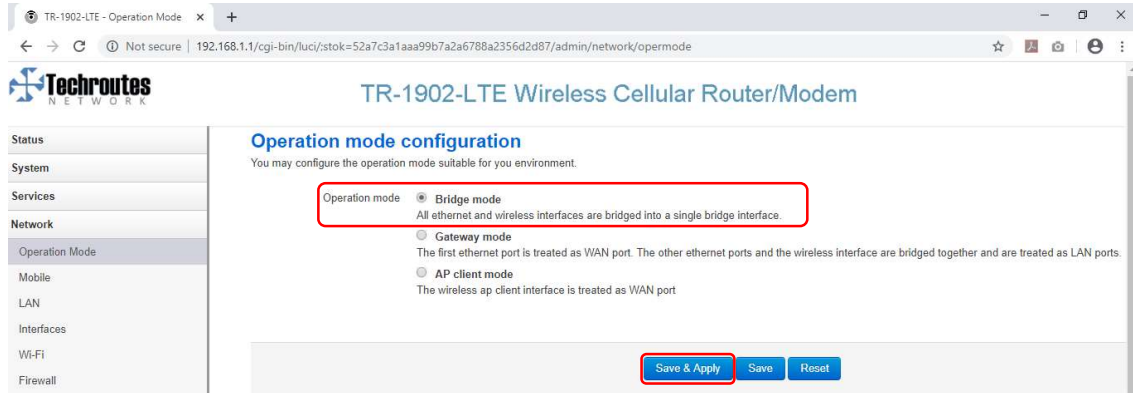 TR-1902-LTE - Operation Mode
Not secure | 192.168.1.1/cgi-bin/luci/;stok=52a7c3a1aaa99b7a2a6788a2356d2d87/admin/network/opermode
Techroutes
NETWORK
TR-1902-LTE Wireless Cellular Router/Modem
Status
System
Services
Network
Operation Mode
Mobile
LAN
Interfaces
Wi-Fi
Firewall
Operation mode configuration
You may configure the operation mode suitable for you environment.
Operation mode Bridge mode
All ethernet and wireless interfaces are bridged into a single bridge interface.
Gateway mode
The first ethernet port is treated as WAN port. The other ethernet ports and the wireless interface are bridged together and are treated as LAN ports.
AP client mode
The wireless ap client interface is treated as WAN port
Save & Apply Save Reset